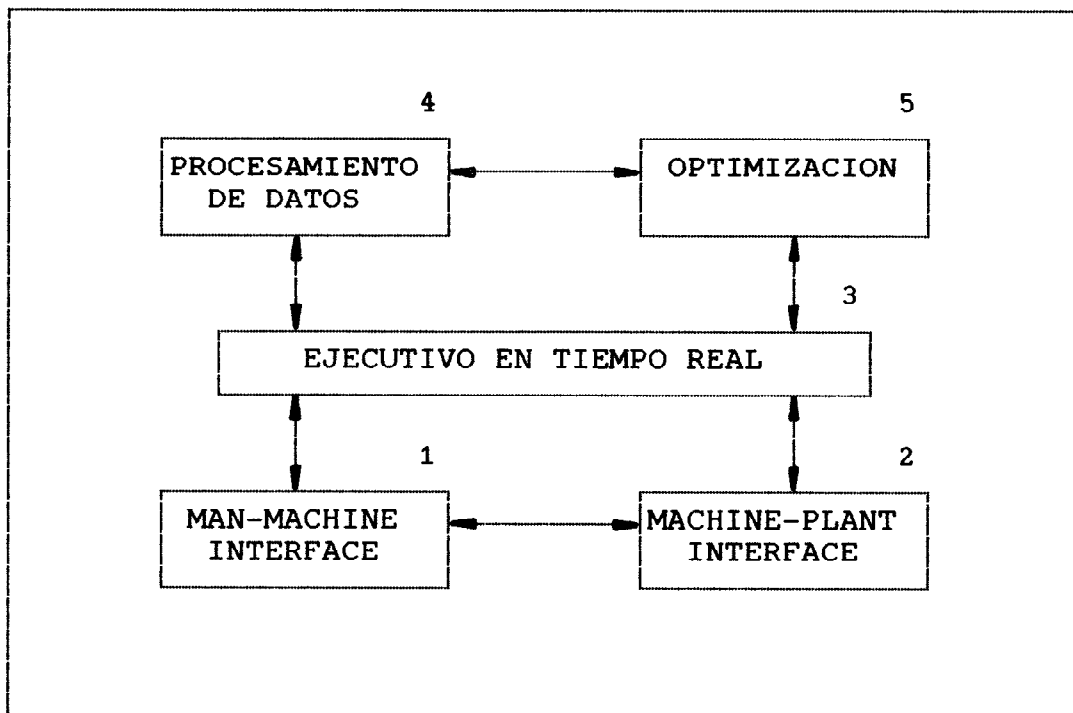 4
5
PROCESAMIENTO
DE DATOS
OPTIMIZACION
3
EJECUTIVO EN TIEMPO REAL
1
2
MAN-MACHINE
INTERFACE
MACHINE-PLANT
INTERFACE